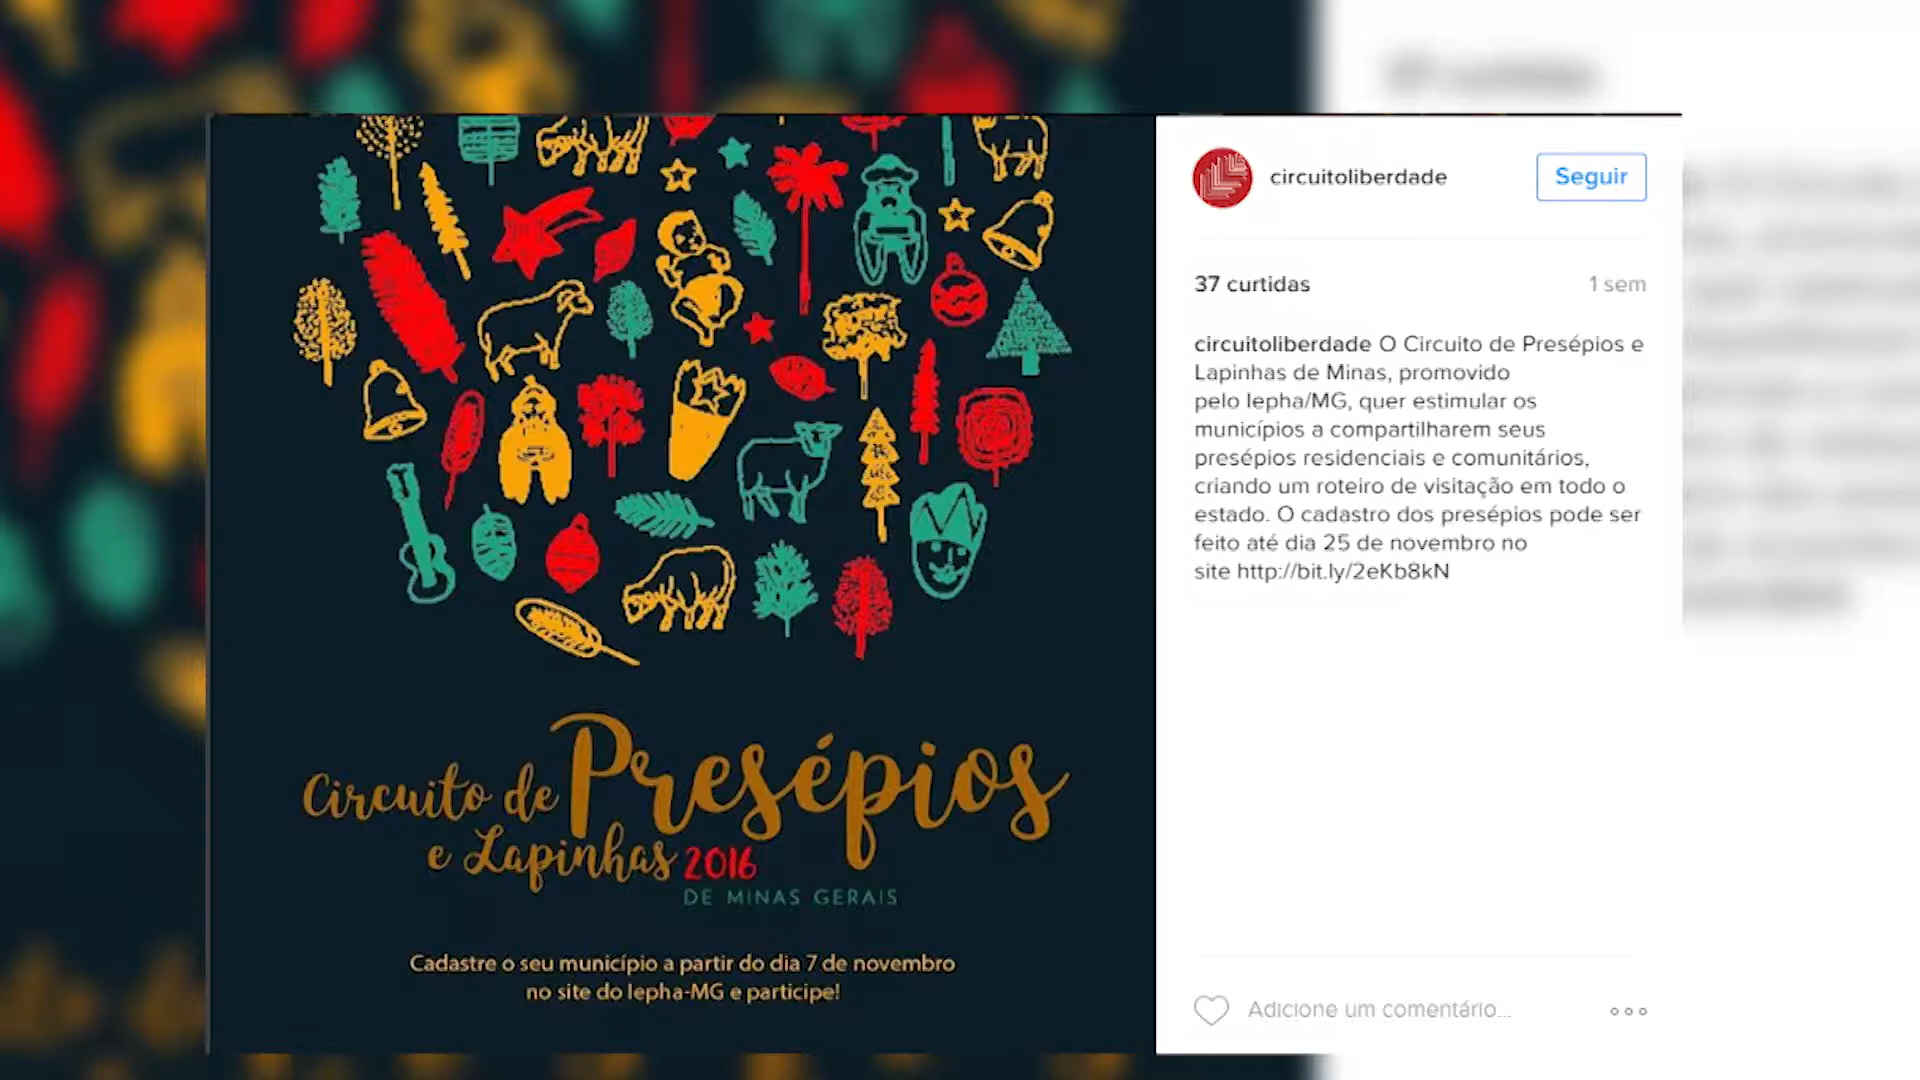 Circuito de Presépios
e Lapinhas 2016
DE MINAS GERAIS
Cadastre o seu município a partir do dia 7 de novembro
no site do Iepha-MG e participe!
circuitoliberdade
Seguir
37 curtidas
1 sem
circuitoliberdade O Circuito de Presépios e
Lapinhas de Minas, promovido
pelo Iepha/MG, quer estimular os
municípios a compartilharem seus
presépios residenciais e comunitários,
criando um roteiro de visitação em todo o
estado. O cadastro dos presépios pode ser
feito até dia 25 de novembro no
site http://bit.ly/2eKb8kN
Adicione um comentário...